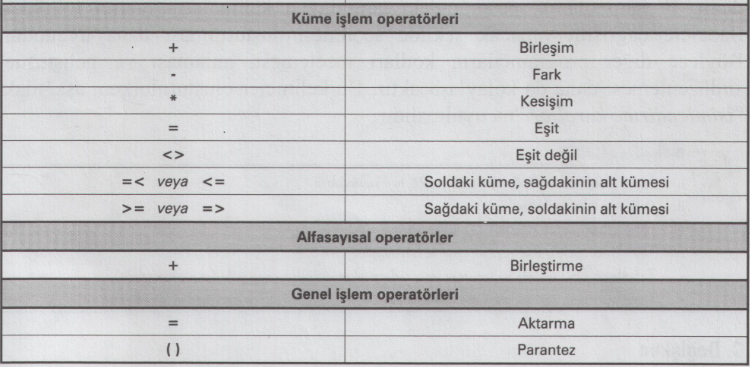 Küme işlem operatörleri
+ Birleşim
- Fark
* Kesişim
= Eşit
<> Eşit değil
=< veya <= Soldaki küme, sağdakinin alt kümesi
>= veya => Sağdaki küme, soldakinin alt kümesi
Alfasayısal operatörler
+ Birleştirme
Genel işlem operatörleri
= Aktarma
( ) Parantez